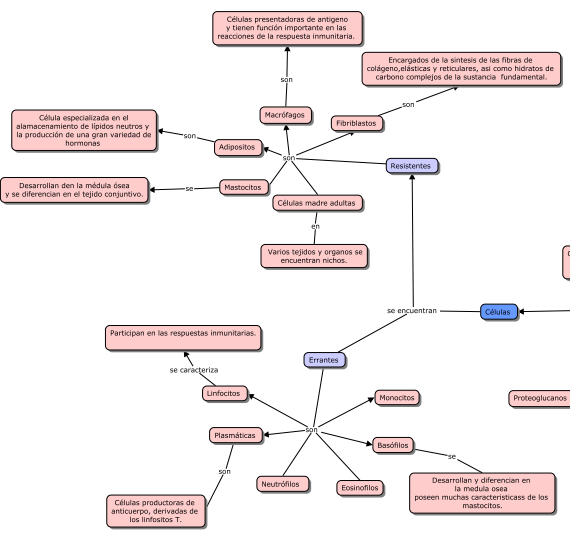 Células presentadoras de antigeno
y tienen función importante en las
reacciones de la respuesta inmunitaria.
son
Encargados de la sintesis de las fibras de
colágeno,elásticas y reticulares, asi como hidratos de
carbono complejos de la sustancia fundamental.
son
Célula especializada en el
alamacenamiento de lípidos neutros y
la producción de una gran variedad de
hormonas
son
Macrófagos
Fibriblastos
Adipositos
son
Resistentes
Desarrollan den la médula ósea
y se diferencian en el tejido conjuntivo.
se
Mastocitos
Células madre adultas
en
Varios tejidos y organos se
encuentran nichos.
se encuentran
Células
Participan en las respuestas inmunitarias.
Errantes
se caracteriza
Linfocitos
Monocitos
Proteoglucanos
Plasmáticas
son
Basófilos
se
son
Neutrófilos
Eosinofilos
Desarrollan y diferencian en
la medula osea
poseen muchas caracteristicass de los
mastocitos.
Células productoras de
anticuerpo, derivadas de
los linfositos T.